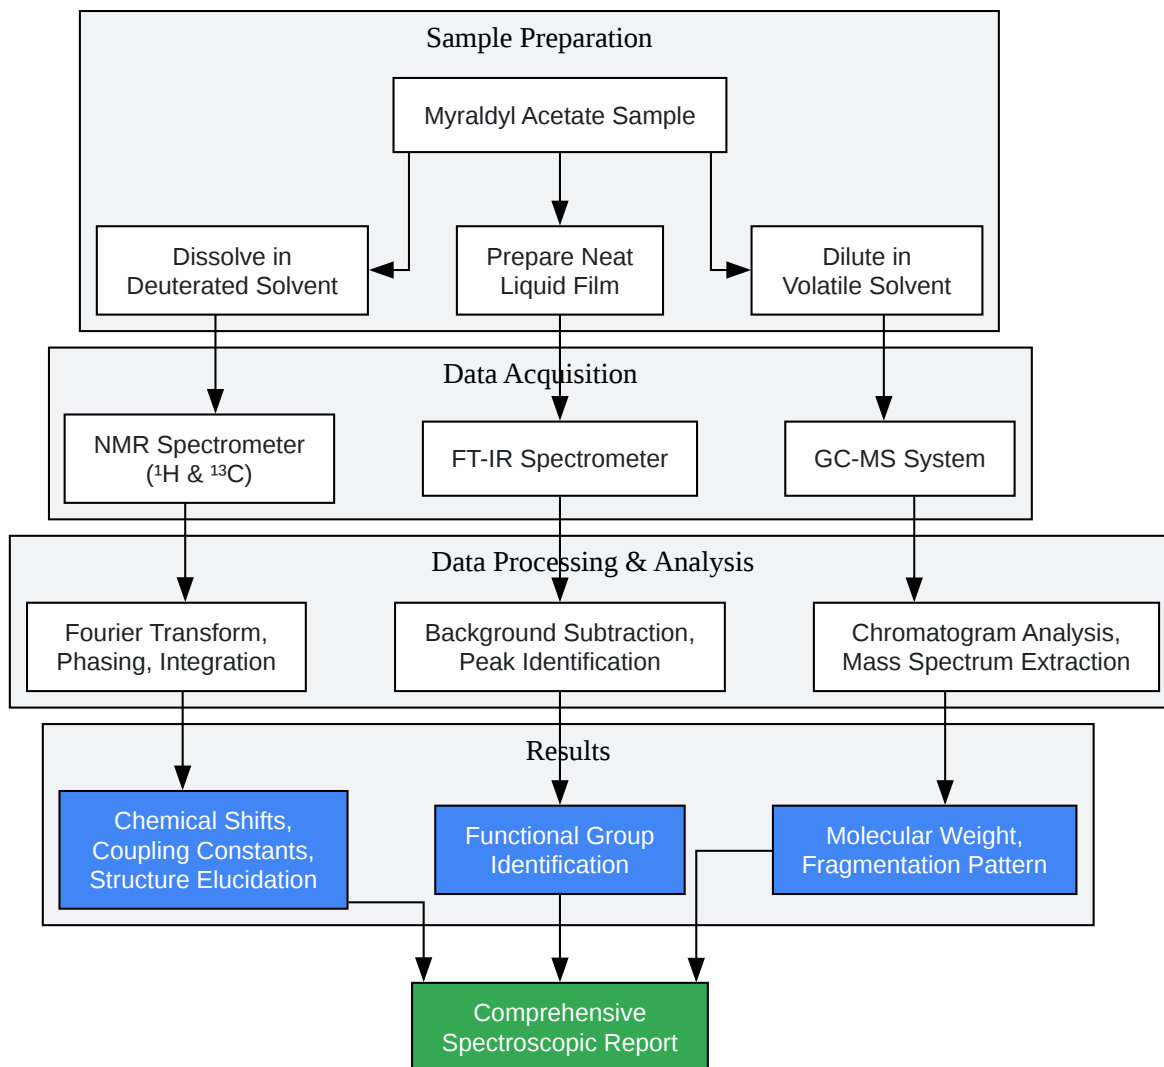 Sample Preparation
Myraldyl Acetate Sample
Dissolve in
Deuterated Solvent
Prepare Neat
Liquid Film
Dilute in
Volatile Solvent
Data Acquisition
NMR Spectrometer
(¹H & ¹³C)
FT-IR Spectrometer
GC-MS System
Data Processing & Analysis
Fourier Transform,
Phasing, Integration
Background Subtraction,
Peak Identification
Chromatogram Analysis,
Mass Spectrum Extraction
Results
Chemical Shifts,
Coupling Constants,
Structure Elucidation
Functional Group
Identification
Molecular Weight,
Fragmentation Pattern
Comprehensive
Spectroscopic Report